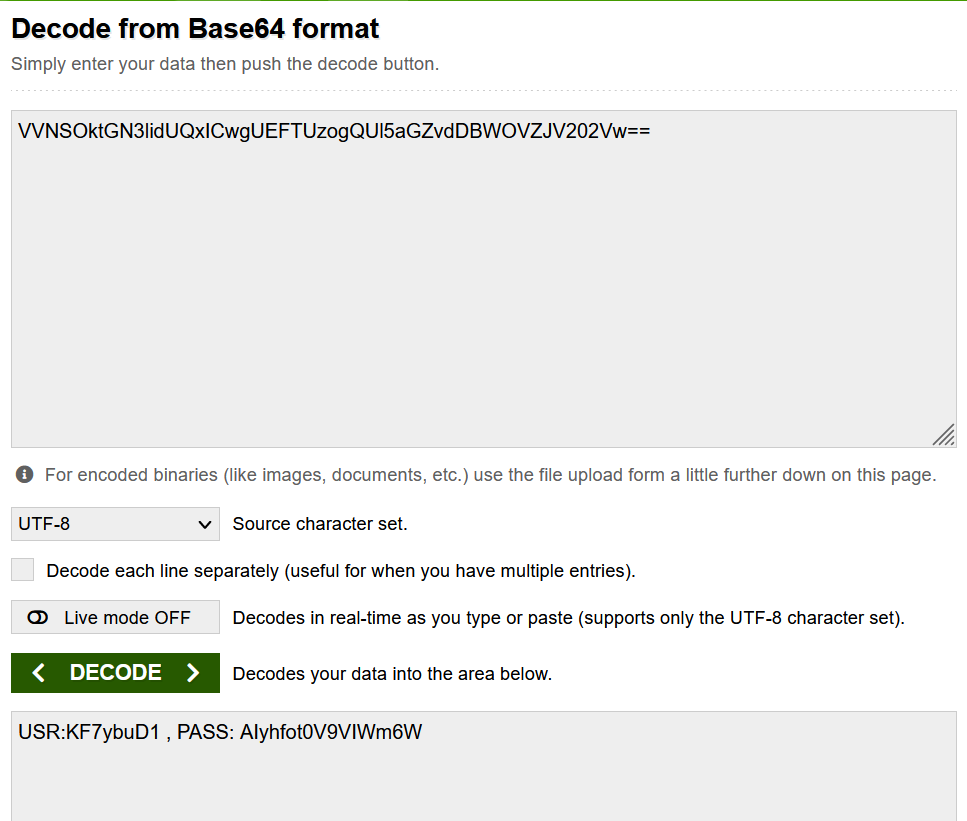 Decode from Base64 format
Simply enter your data then push the decode button.
VVNSOktGN3lidUQxICwgUEFTUzogQUl5aGZvdDBWOVZJV202Vw==
For encoded binaries (like images, documents, etc.) use the file upload form a little further down on this page.
UTF-8 Source character set.
Decode each line separately (useful for when you have multiple entries).
Live mode OFF Decodes in real-time as you type or paste (supports only the UTF-8 character set).
< DECODE > Decodes your data into the area below.
USR:KF7ybuD1 , PASS: AIyhfot0V9VIWm6W